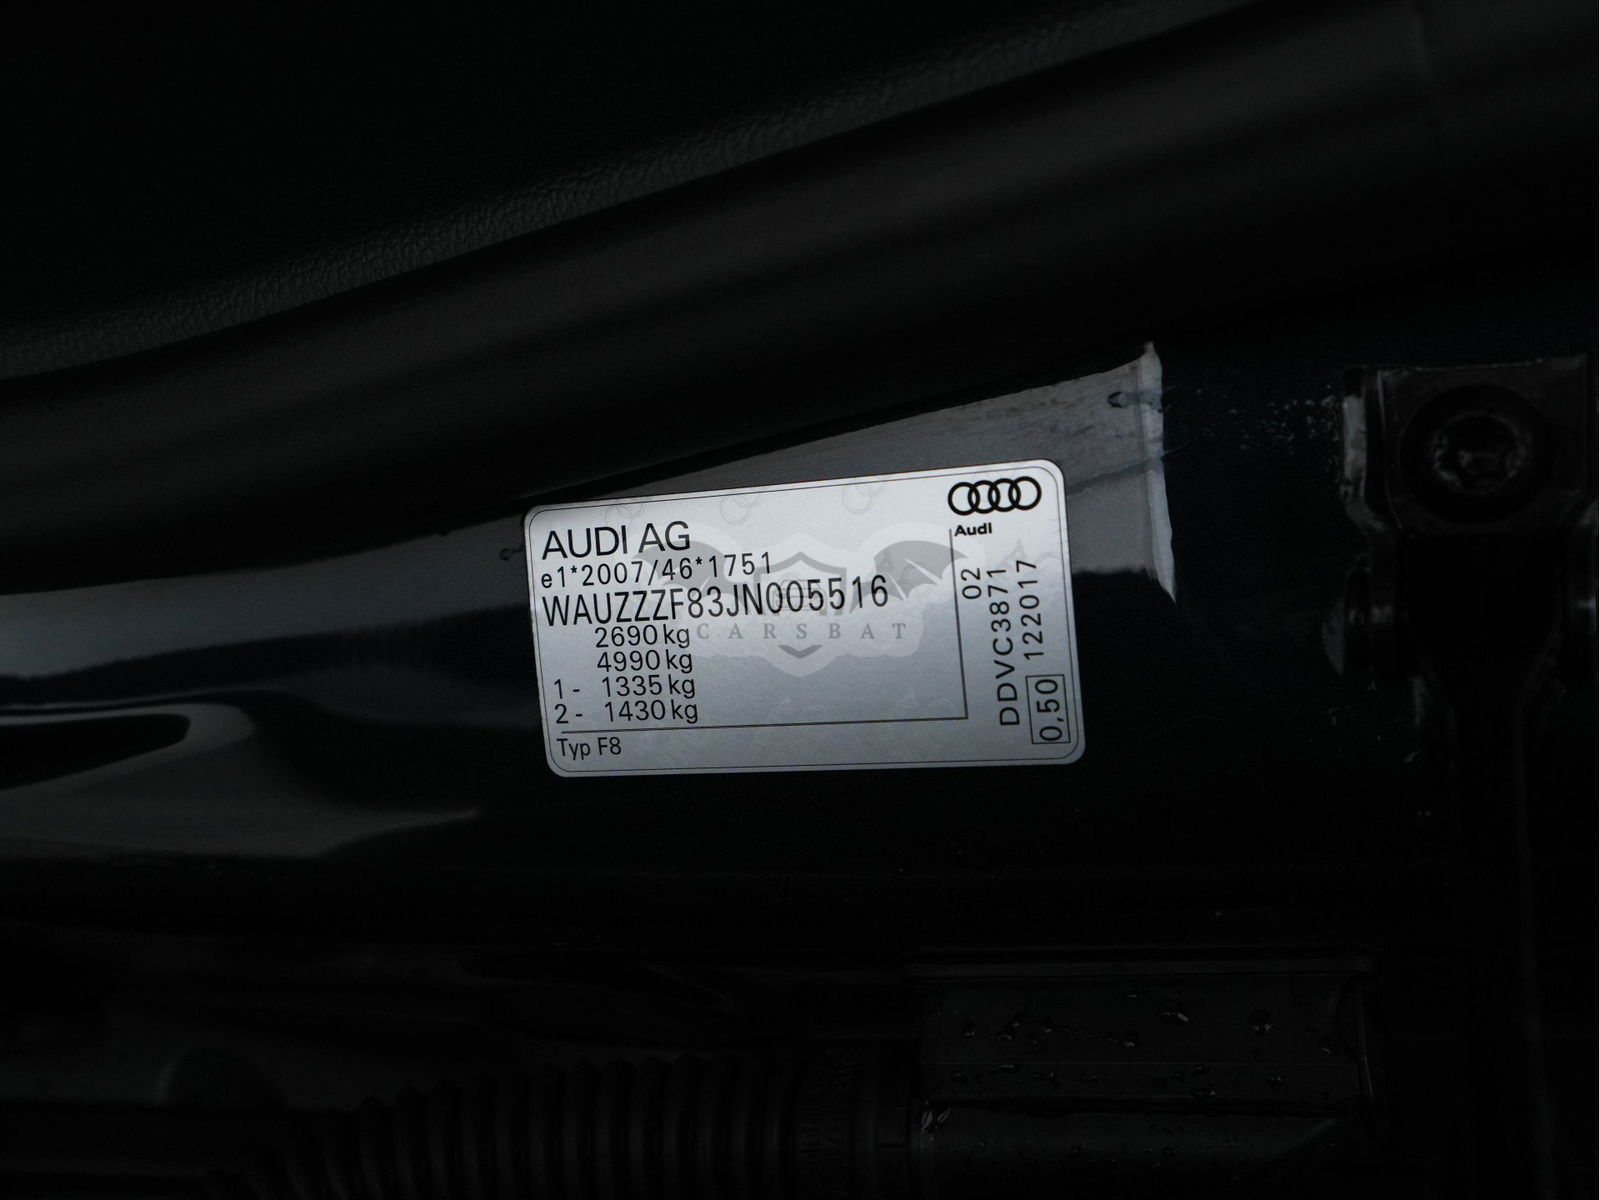 AUDI AG
e1*2007/46*1751
WAUZZZF83JN005516
2690 kg
4990 kg
1- 1335 kg
2- 1430 kg
Typ F8
Audi
02
DDVC3871
0,50 122017
CARSBAT